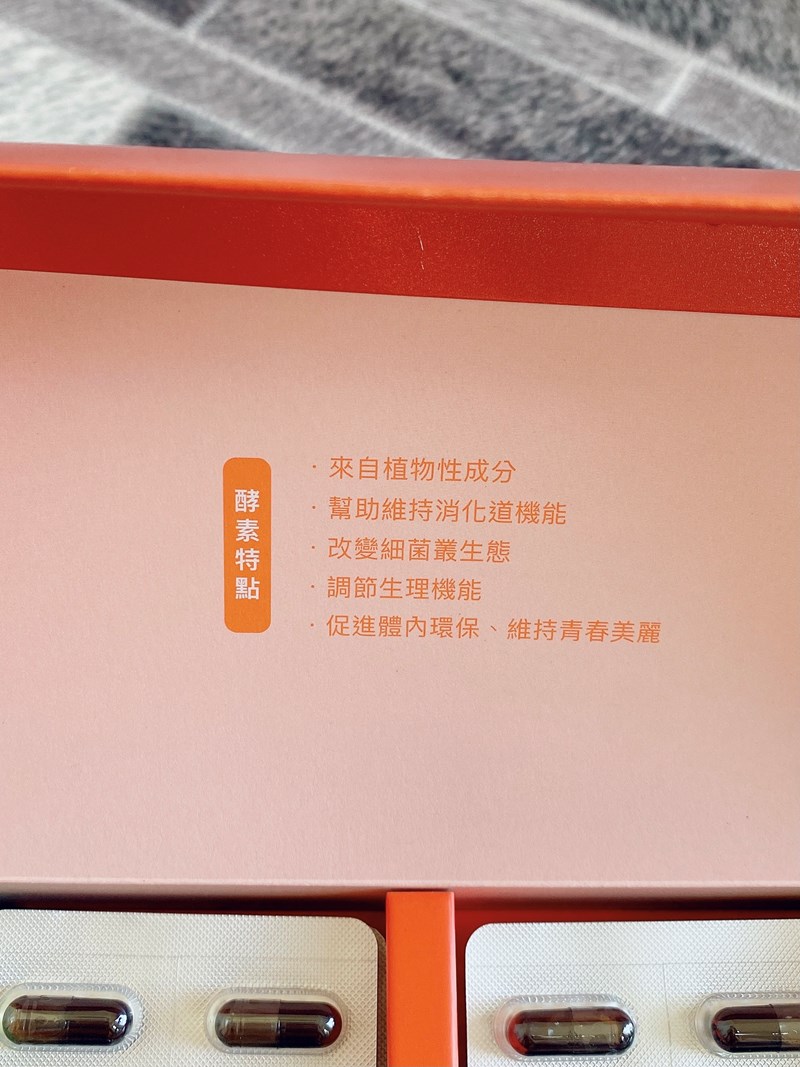 酵素特點
· 來自植物性成分
· 幫助維持消化道機能
· 改變細菌叢生態
· 調節生理機能
· 促進體內環保、維持青春美麗